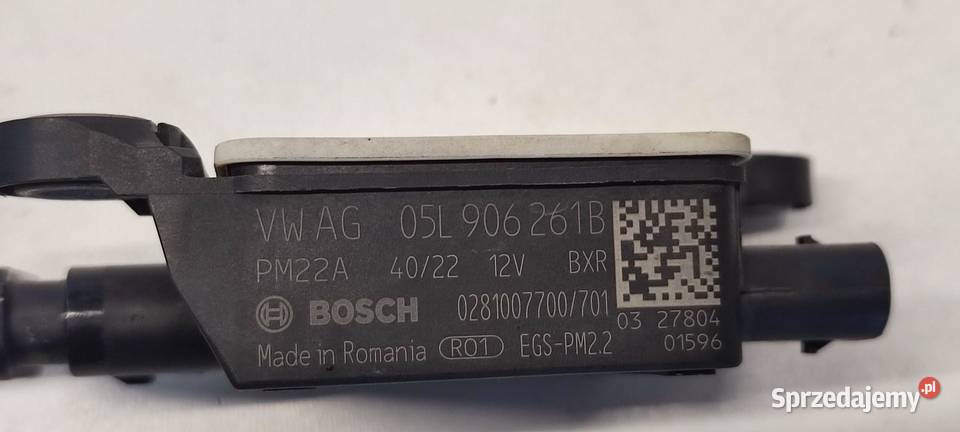 VW AG 05L 906 261B
PM22A 40/22 12V BXR
BOSCH 0281007700/701
03 27804
Made in Romania R01 EGS-PM2.2
01596
Sprzedajemy.pl